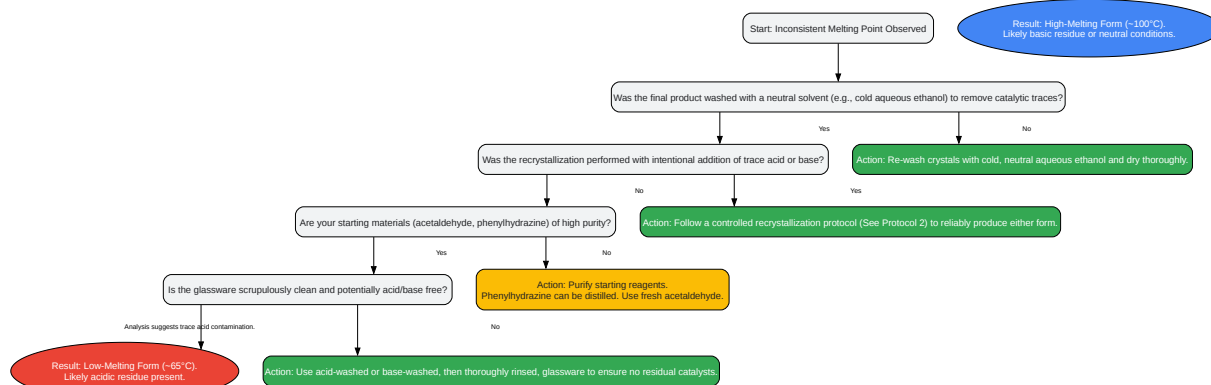 Start: Inconsistent Melting Point Observed
Result: High-Melting Form (~100°C).
Likely basic residue or neutral conditions.
Was the final product washed with a neutral solvent (e.g., cold aqueous ethanol) to remove catalytic traces?
Yes
No
Was the recrystallization performed with intentional addition of trace acid or base?
Action: Re-wash crystals with cold, neutral aqueous ethanol and dry thoroughly.
No
Yes
Are your starting materials (acetaldehyde, phenylhydrazine) of high purity?
Action: Follow a controlled recrystallization protocol (See Protocol 2) to reliably produce either form.
Yes
No
Is the glassware scrupulously clean and potentially acid/base free?
Action: Purify starting reagents.
Phenylhydrazine can be distilled. Use fresh acetaldehyde.
Analysis suggests trace acid contamination.
No
Result: Low-Melting Form (~65°C).
Likely acidic residue present.
Action: Use acid-washed or base-washed, then thoroughly rinsed, glassware to ensure no residual catalysts.